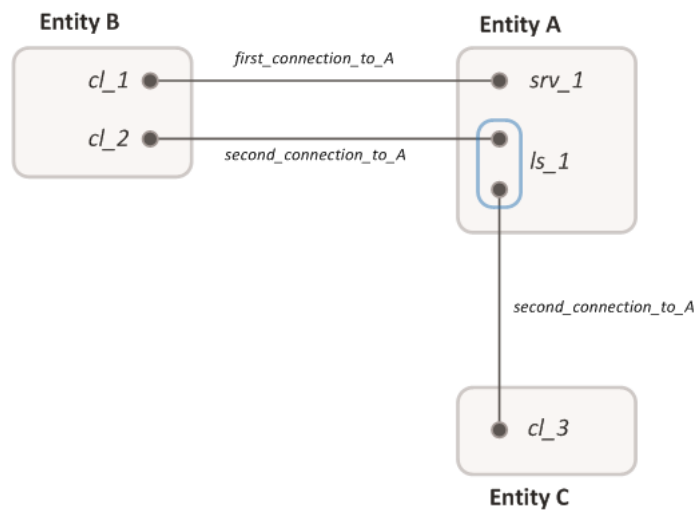 Entity B
Entity A
cl_1
first_connection_to_A
srv_1
cl_2
second_connection_to_A
ls_1
second_connection_to_A
cl_3
Entity C